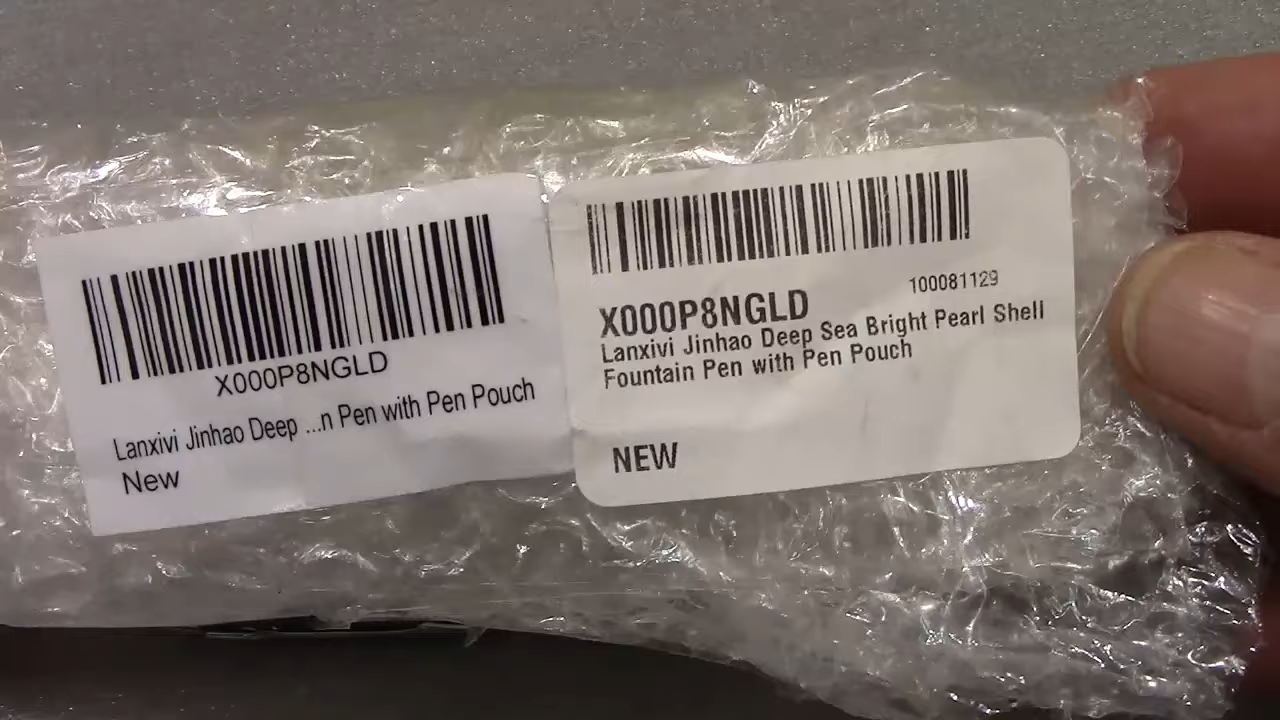 X000P8NGLD
Lanxivi Jinhao Deep ...n Pen with Pen Pouch
New
100081129
X000P8NGLD
Lanxivi Jinhao Deep Sea Bright Pearl Shell
Fountain Pen with Pen Pouch
NEW